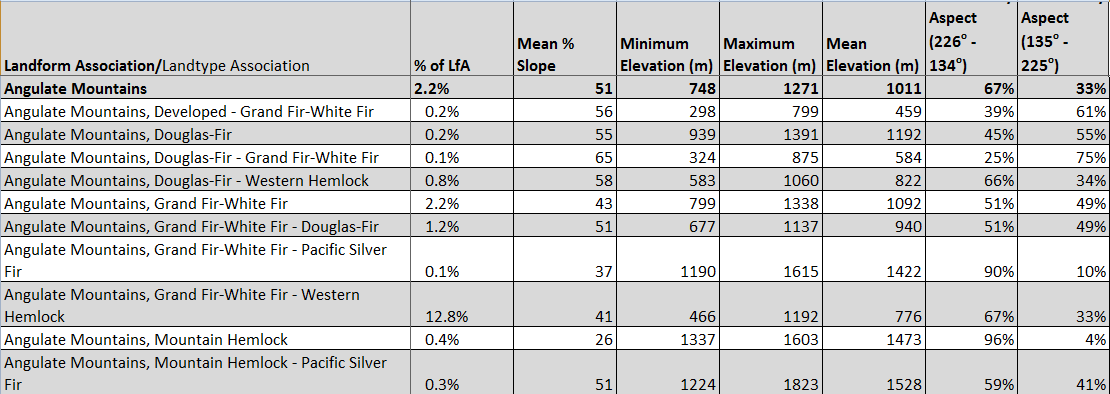 Landform Association/Landtype Association % of LfA Mean % Slope Minimum Elevation (m) Maximum Elevation (m) Mean Elevation (m) Aspect (226° - 134°) Aspect (135° - 225°)
Angulate Mountains 2.2% 51 748 1271 1011 67% 33%
Angulate Mountains, Developed - Grand Fir-White Fir 0.2% 56 298 799 459 39% 61%
Angulate Mountains, Douglas-Fir 0.2% 55 939 1391 1192 45% 55%
Angulate Mountains, Douglas-Fir - Grand Fir-White Fir 0.1% 65 324 875 584 25% 75%
Angulate Mountains, Douglas-Fir - Western Hemlock 0.8% 58 583 1060 822 66% 34%
Angulate Mountains, Grand Fir-White Fir 2.2% 43 799 1338 1092 51% 49%
Angulate Mountains, Grand Fir-White Fir - Douglas-Fir 1.2% 51 677 1137 940 51% 49%
Angulate Mountains, Grand Fir-White Fir - Pacific Silver
Fir 0.1% 37 1190 1615 1422 90% 10%
Angulate Mountains, Grand Fir-White Fir - Western
Hemlock 12.8% 41 466 1192 776 67% 33%
Angulate Mountains, Mountain Hemlock 0.4% 26 1337 1603 1473 96% 4%
Angulate Mountains, Mountain Hemlock - Pacific Silver
Fir 0.3% 51 1224 1823 1528 59% 41%